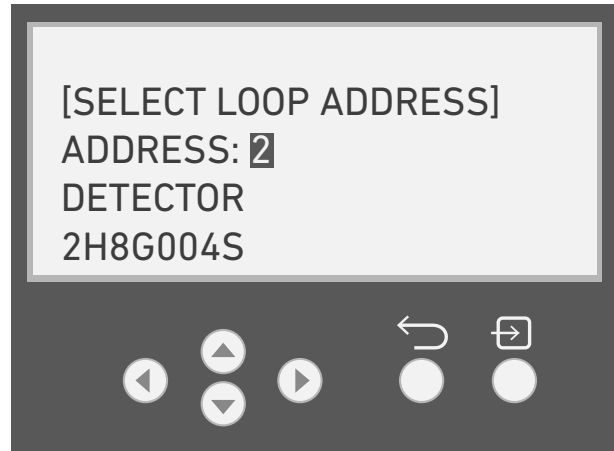 [SELECT LOOP ADDRESS]
ADDRESS: 2
DETECTOR
2H8G004S